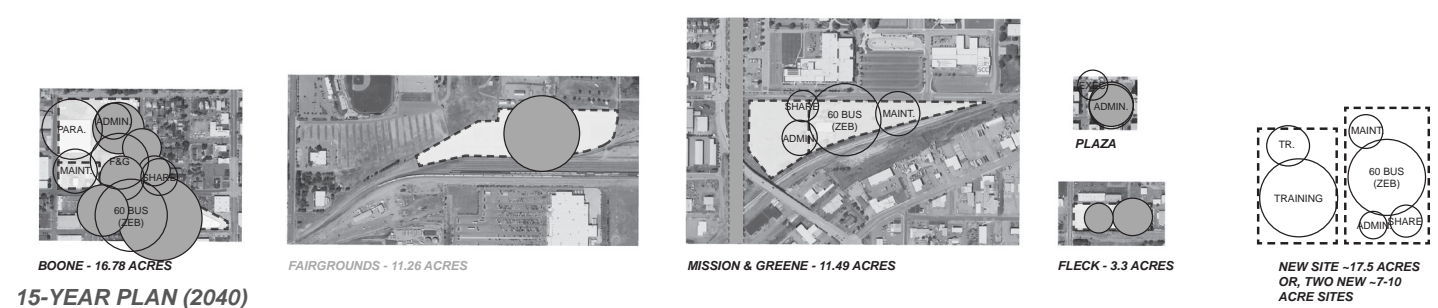 PARA.
ADMIN.
F&G
MAINT.
SHARE
60 BUS
(ZEB)
BOONE - 16.78 ACRES
FAIRGROUNDS - 11.26 ACRES
SHARE
60 BUS
(ZEB)
MAINT.
ADMIN.
MISSION & GREENE - 11.49 ACRES
EXEC.
ADMIN.
PLAZA
FLECK - 3.3 ACRES
TR.
TRAINING
MAINT.
60 BUS
(ZEB)
ADMIN.
SHARE
NEW SITE ~17.5 ACRES
OR, TWO NEW ~7-10
ACRE SITES
15-YEAR PLAN (2040)